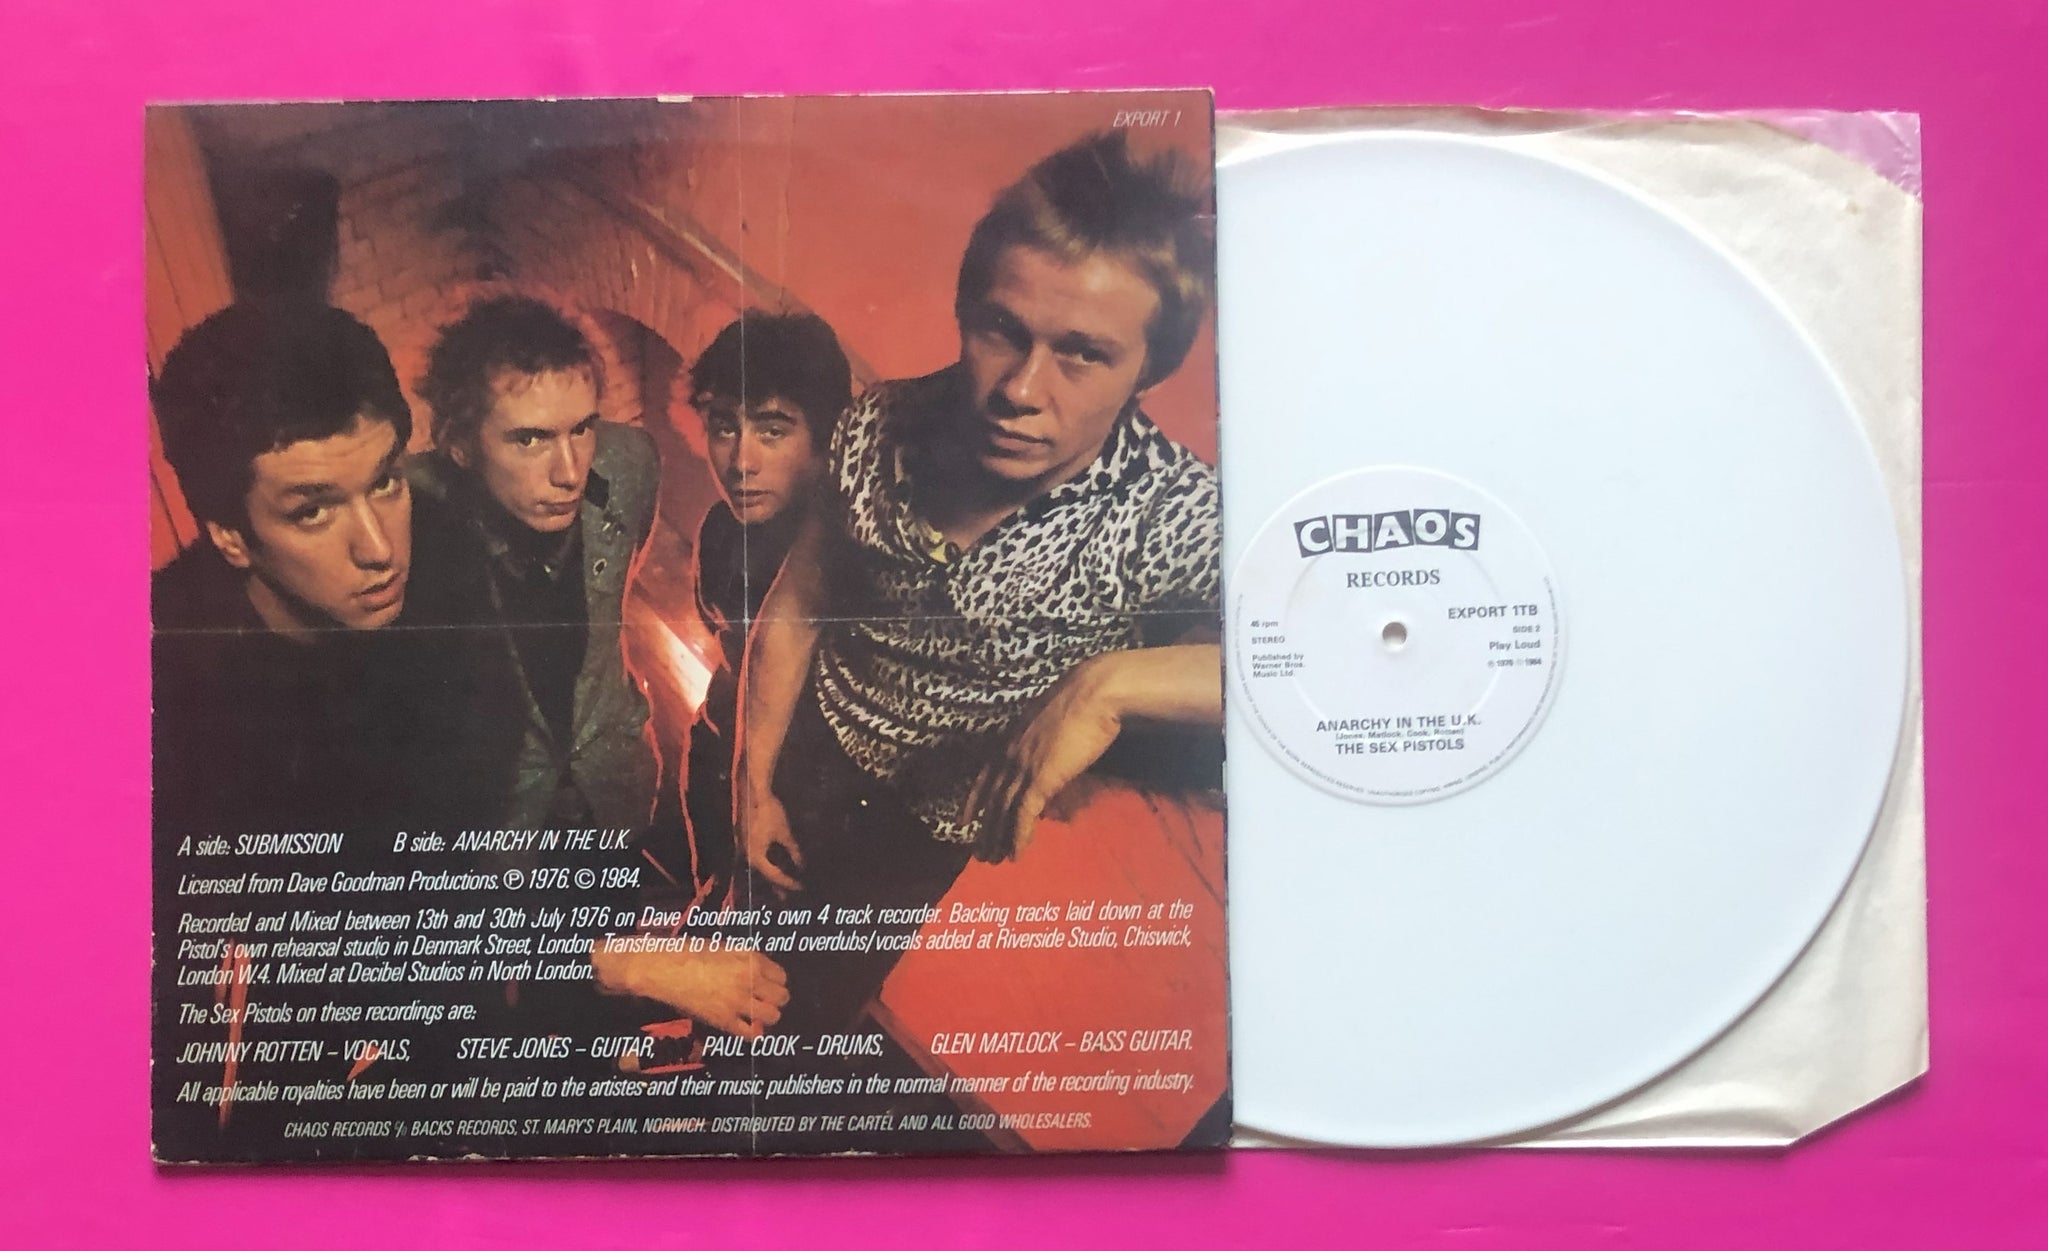 EXPORT 1
A side: SUBMISSION B side: ANARCHY IN THE U.K.
Licensed from Dave Goodman Productions. ℗ 1976. © 1984.
Recorded and Mixed between 13th and 30th July 1976 on Dave Goodman's own 4 track recorder. Backing tracks laid down at the
Pistol's own rehearsal studio in Denmark Street, London. Transferred to 8 track and overdubs/vocals added at Riverside Studio, Chiswick,
London W.4. Mixed at Decibel Studios in North London.
The Sex Pistols on these recordings are:
JOHNNY ROTTEN – VOCALS, STEVE JONES – GUITAR, PAUL COOK – DRUMS, GLEN MATLOCK – BASS GUITAR.
All applicable royalties have been or will be paid to the artistes and their music publishers in the normal manner of the recording industry.
CHAOS RECORDS c/o BACKS RECORDS, ST. MARY'S PLAIN, NORWICH. DISTRIBUTED BY THE CARTEL AND ALL GOOD WHOLESALERS.
CHAOS
RECORDS
EXPORT 1TB
45 rpm
SIDE 2
STEREO
Play Loud
Published by
Warner Bros.
Music Ltd.
℗ 1976 © 1984
ANARCHY IN THE U.K.
(Jones, Matlock, Cook, Rotten)
THE SEX PISTOLS